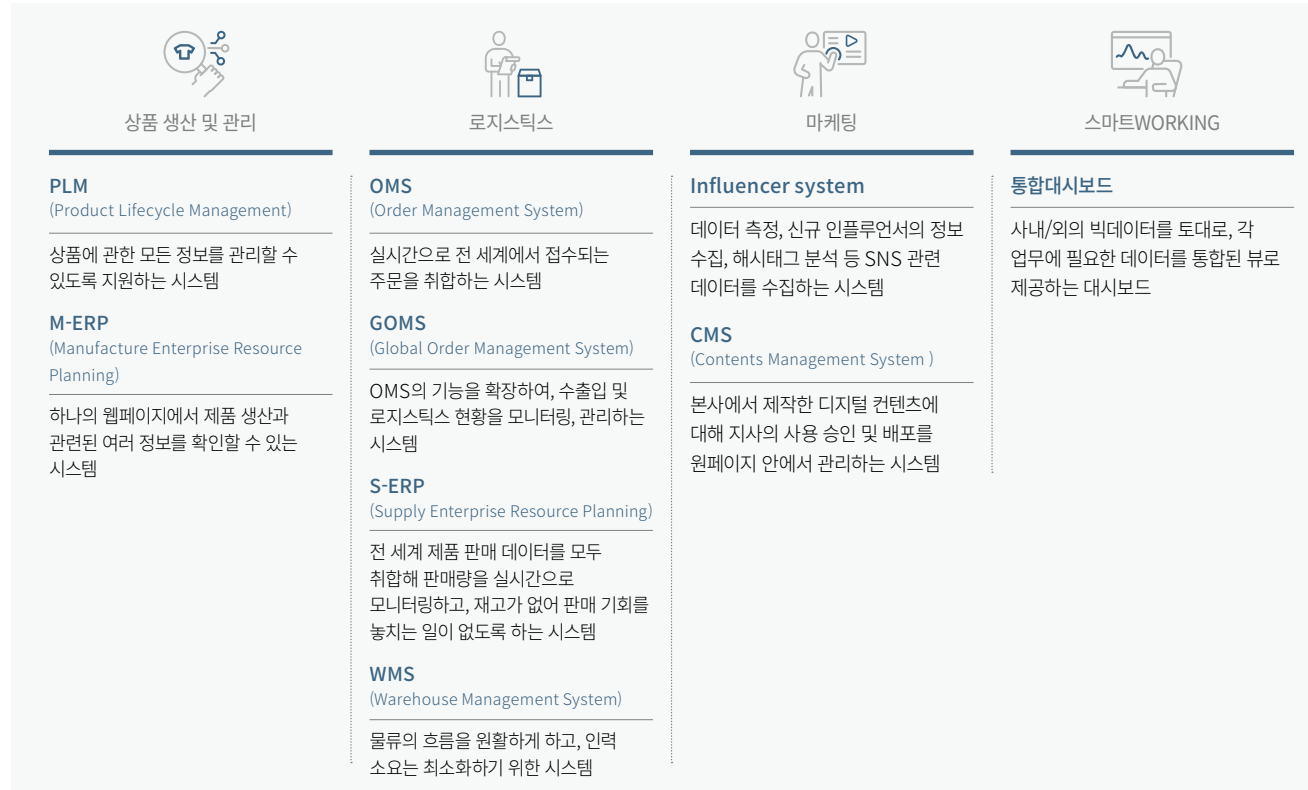 상품 생산 및 관리
PLM
(Product Lifecycle Management)
상품에 관한 모든 정보를 관리할 수
있도록 지원하는 시스템
M-ERP
(Manufacture Enterprise Resource
Planning)
하나의 웹페이지에서 제품 생산과
관련된 여러 정보를 확인할 수 있는
시스템
로지스틱스
OMS
(Order Management System)
실시간으로 전 세계에서 접수되는
주문을 취합하는 시스템
GOMS
(Global Order Management System)
OMS의 기능을 확장하여, 수출입 및
로지스틱스 현황을 모니터링, 관리하는
시스템
S-ERP
(Supply Enterprise Resource Planning)
전 세계 제품 판매 데이터를 모두
취합해 판매량을 실시간으로
모니터링하고, 재고가 없어 판매 기회를
놓치는 일이 없도록 하는 시스템
WMS
(Warehouse Management System)
물류의 흐름을 원활하게 하고, 인력
소요는 최소화하기 위한 시스템
마케팅
Influencer system
데이터 측정, 신규 인플루언서의 정보
수집, 해시태그 분석 등 SNS 관련
데이터를 수집하는 시스템
CMS
(Contents Management System )
본사에서 제작한 디지털 컨텐츠에
대해 지사의 사용 승인 및 배포를
원페이지 안에서 관리하는 시스템
스마트WORKING
통합대시보드
사내/외의 빅데이터를 토대로, 각
업무에 필요한 데이터를 통합된 뷰로
제공하는 대시보드